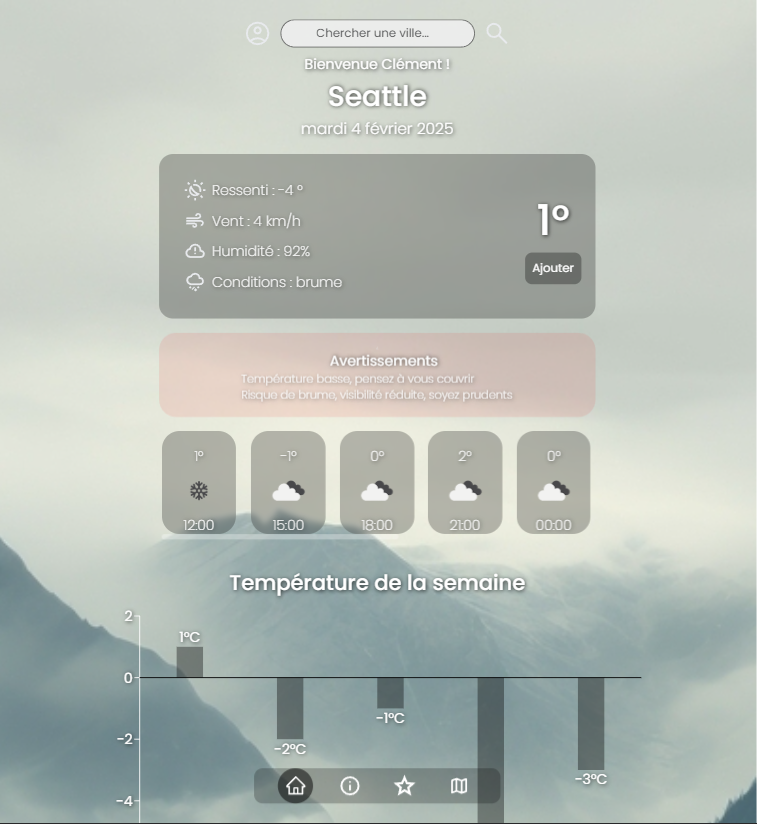 Chercher une ville...
Bienvenue Clément !
Seattle
mardi 4 février 2025
Ressenti : -4 °
Vent : 4 km/h
Humidité : 92%
Conditions : brume
1°
Ajouter
Avertissements
Température basse, pensez à vous couvrir
Risque de brume, visibilité réduite, soyez prudents
1° -1° 0° 2° 0°
12:00 15:00 18:00 21:00 00:00
Température de la semaine
2
1°C
0
-1°C
-2
-2°C
-3°C
-4